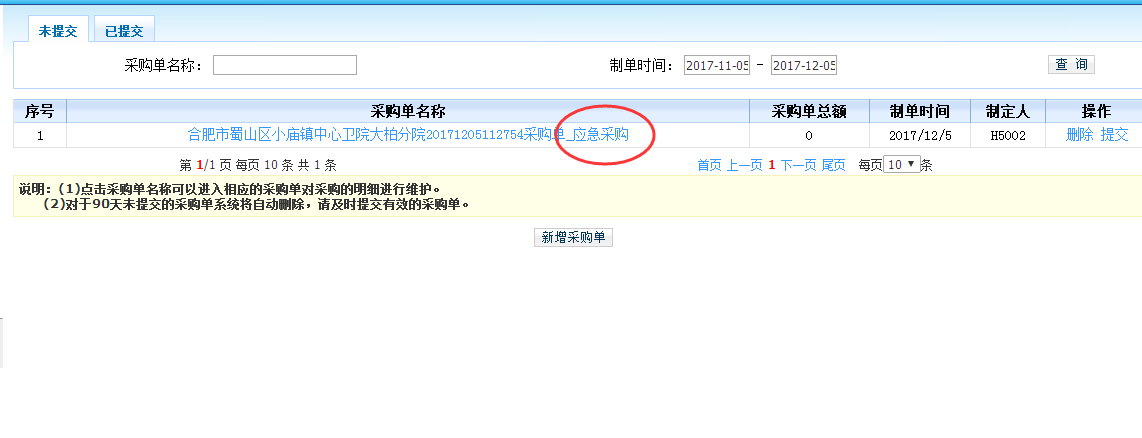 未提交 已提交
采购单名称: 制单时间: 2017-11-05 - 2017-12-05 查 询
序号 采购单名称 采购单总额 制单时间 制定人 操作
1 合肥市蜀山区小庙镇中心卫院大柏分院20171205112754采购单_应急采购 0 2017/12/5 H5002 删除 提交
第 1/1 页 每页 10 条 共 1 条 首页 上一页 1 下一页 尾页 每页 10 条
说明:(1)点击采购单名称可以进入相应的采购单对采购的明细进行维护。
(2)对于90天未提交的采购单系统将自动删除，请及时提交有效的采购单。
新增采购单